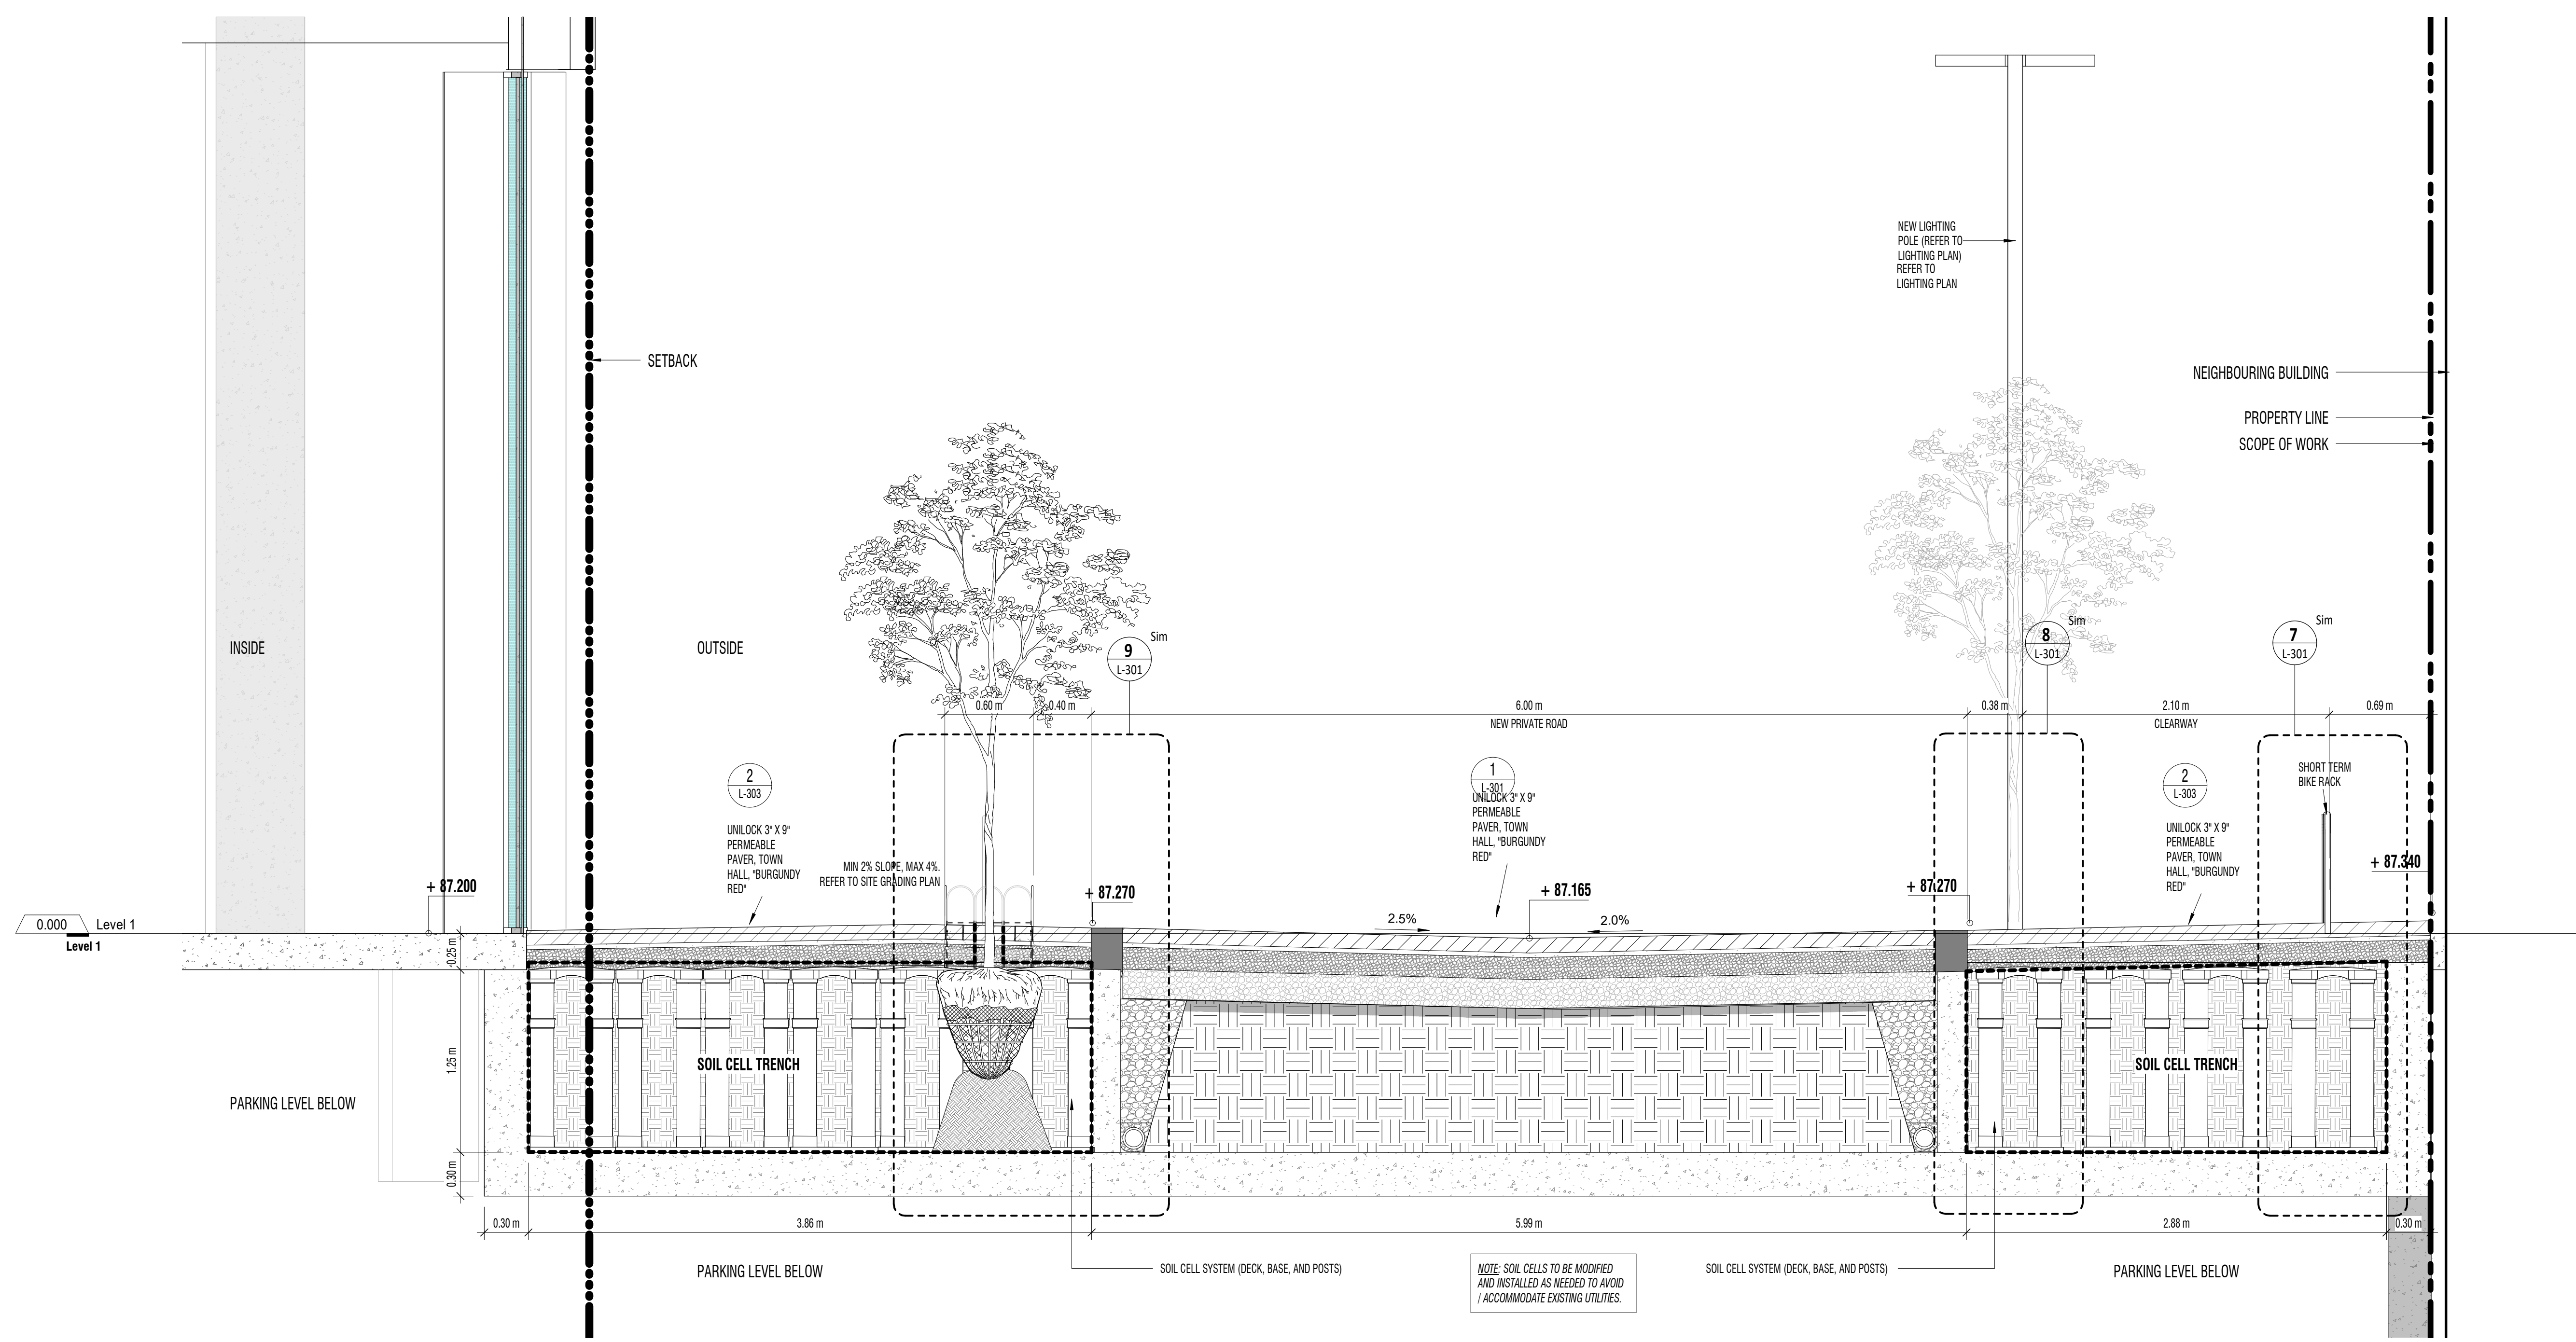 NEW LIGHTING
POLE (REFER TO
LIGHTING PLAN)
REFER TO
LIGHTING PLAN
SETBACK
NEIGHBOURING BUILDING
PROPERTY LINE
SCOPE OF WORK
INSIDE
OUTSIDE
9
L-301
Sim
8
L-301
Sim
7
L-301
Sim
0.60 m
0.40 m
6.00 m
NEW PRIVATE ROAD
0.38 m
2.10 m
CLEARWAY
0.69 m
2
L-303
1
L-301
2
L-303
SHORT TERM
BIKE RACK
UNILOCK 3" X 9"
PERMEABLE
PAVER, TOWN
HALL, "BURGUNDY
RED"
MIN 2% SLOPE, MAX 4%.
REFER TO SITE GRADING PLAN
UNILOCK 3" X 9"
PERMEABLE
PAVER, TOWN
HALL, "BURGUNDY
RED"
UNILOCK 3" X 9"
PERMEABLE
PAVER, TOWN
HALL, "BURGUNDY
RED"
+ 87.200
+ 87.270
+ 87.165
+ 87.270
+ 87.340
0.000
Level 1
Level 1
2.5%
2.0%
0.25 m
1.25 m
0.30 m
SOIL CELL TRENCH
SOIL CELL TRENCH
PARKING LEVEL BELOW
0.30 m
3.86 m
5.99 m
2.88 m
0.30 m
PARKING LEVEL BELOW
SOIL CELL SYSTEM (DECK, BASE, AND POSTS)
NOTE: SOIL CELLS TO BE MODIFIED
AND INSTALLED AS NEEDED TO AVOID
/ ACCOMMODATE EXISTING UTILITIES.
SOIL CELL SYSTEM (DECK, BASE, AND POSTS)
PARKING LEVEL BELOW